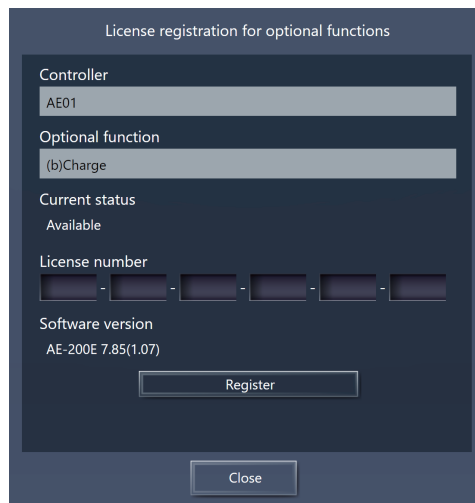 License registration for optional functions
Controller
AE01
Optional function
(b)Charge
Current status
Available
License number
- - - - -
Software version
AE-200E 7.85(1.07)
Register
Close